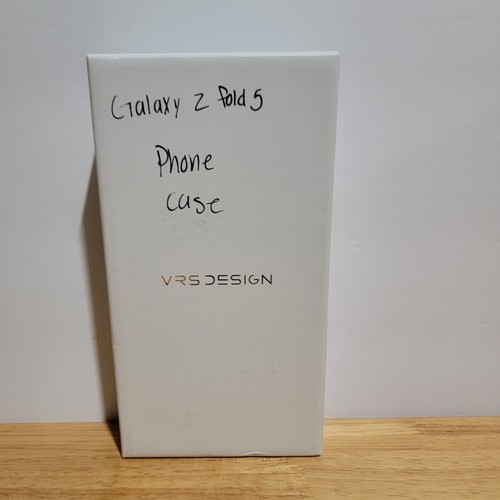 Galaxy Z fold 5
Phone
case
VRS DESIGN